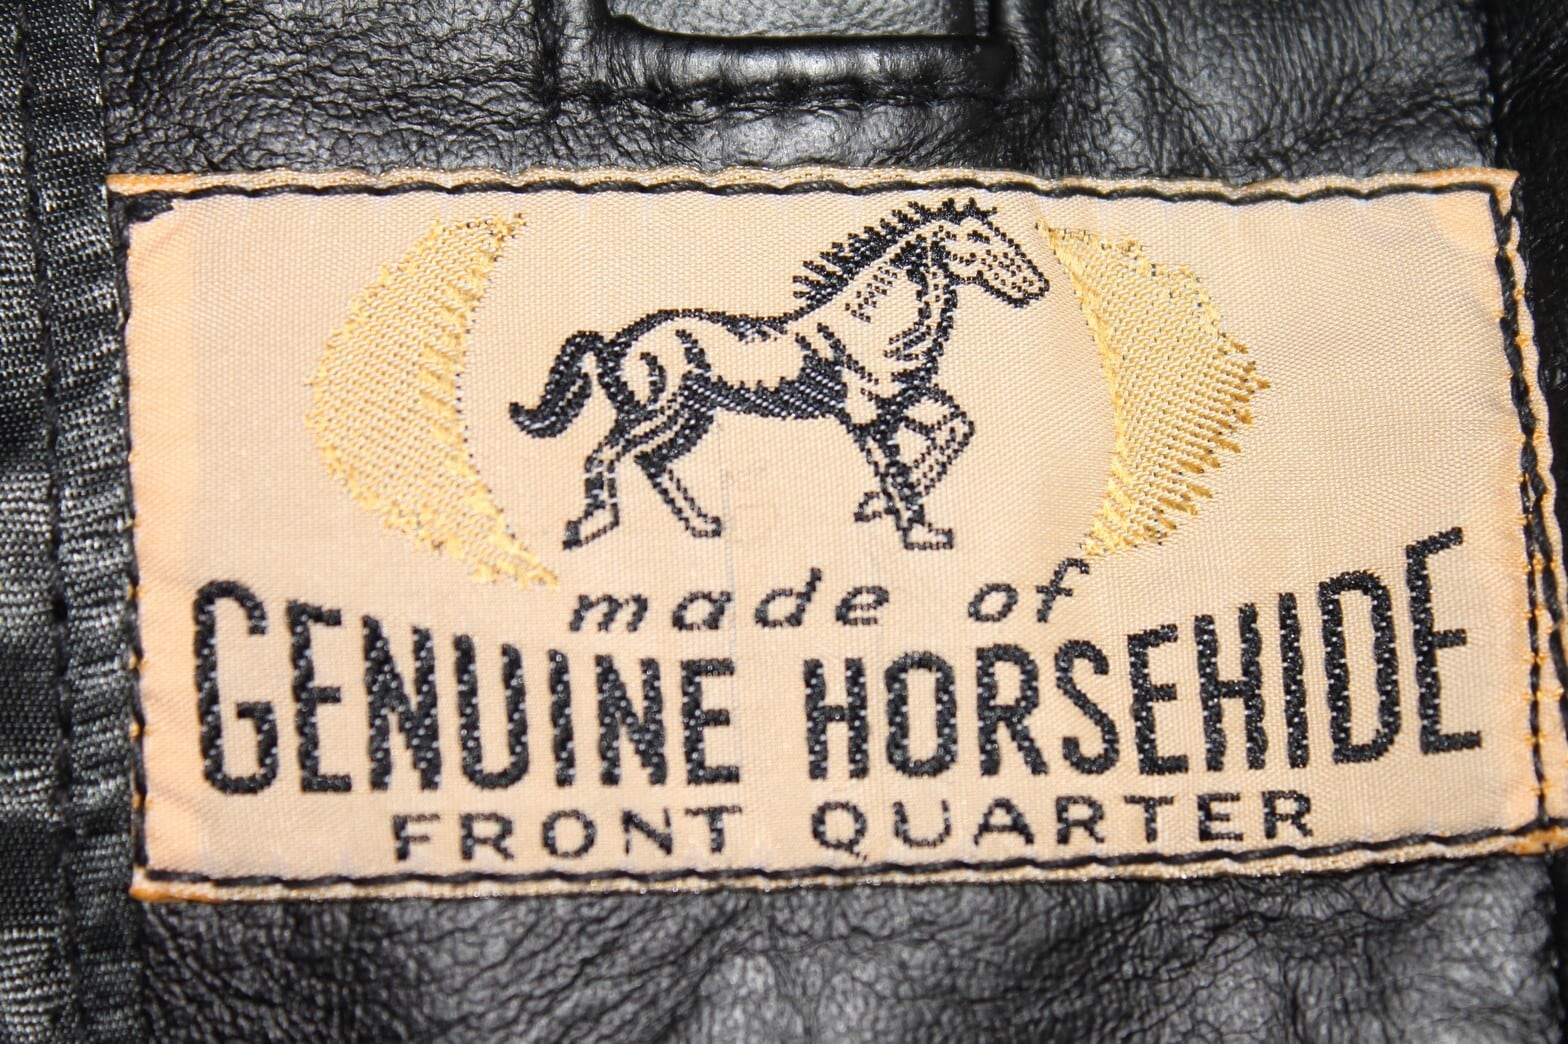 made of
GENUINE HORSEHIDE
FRONT QUARTER